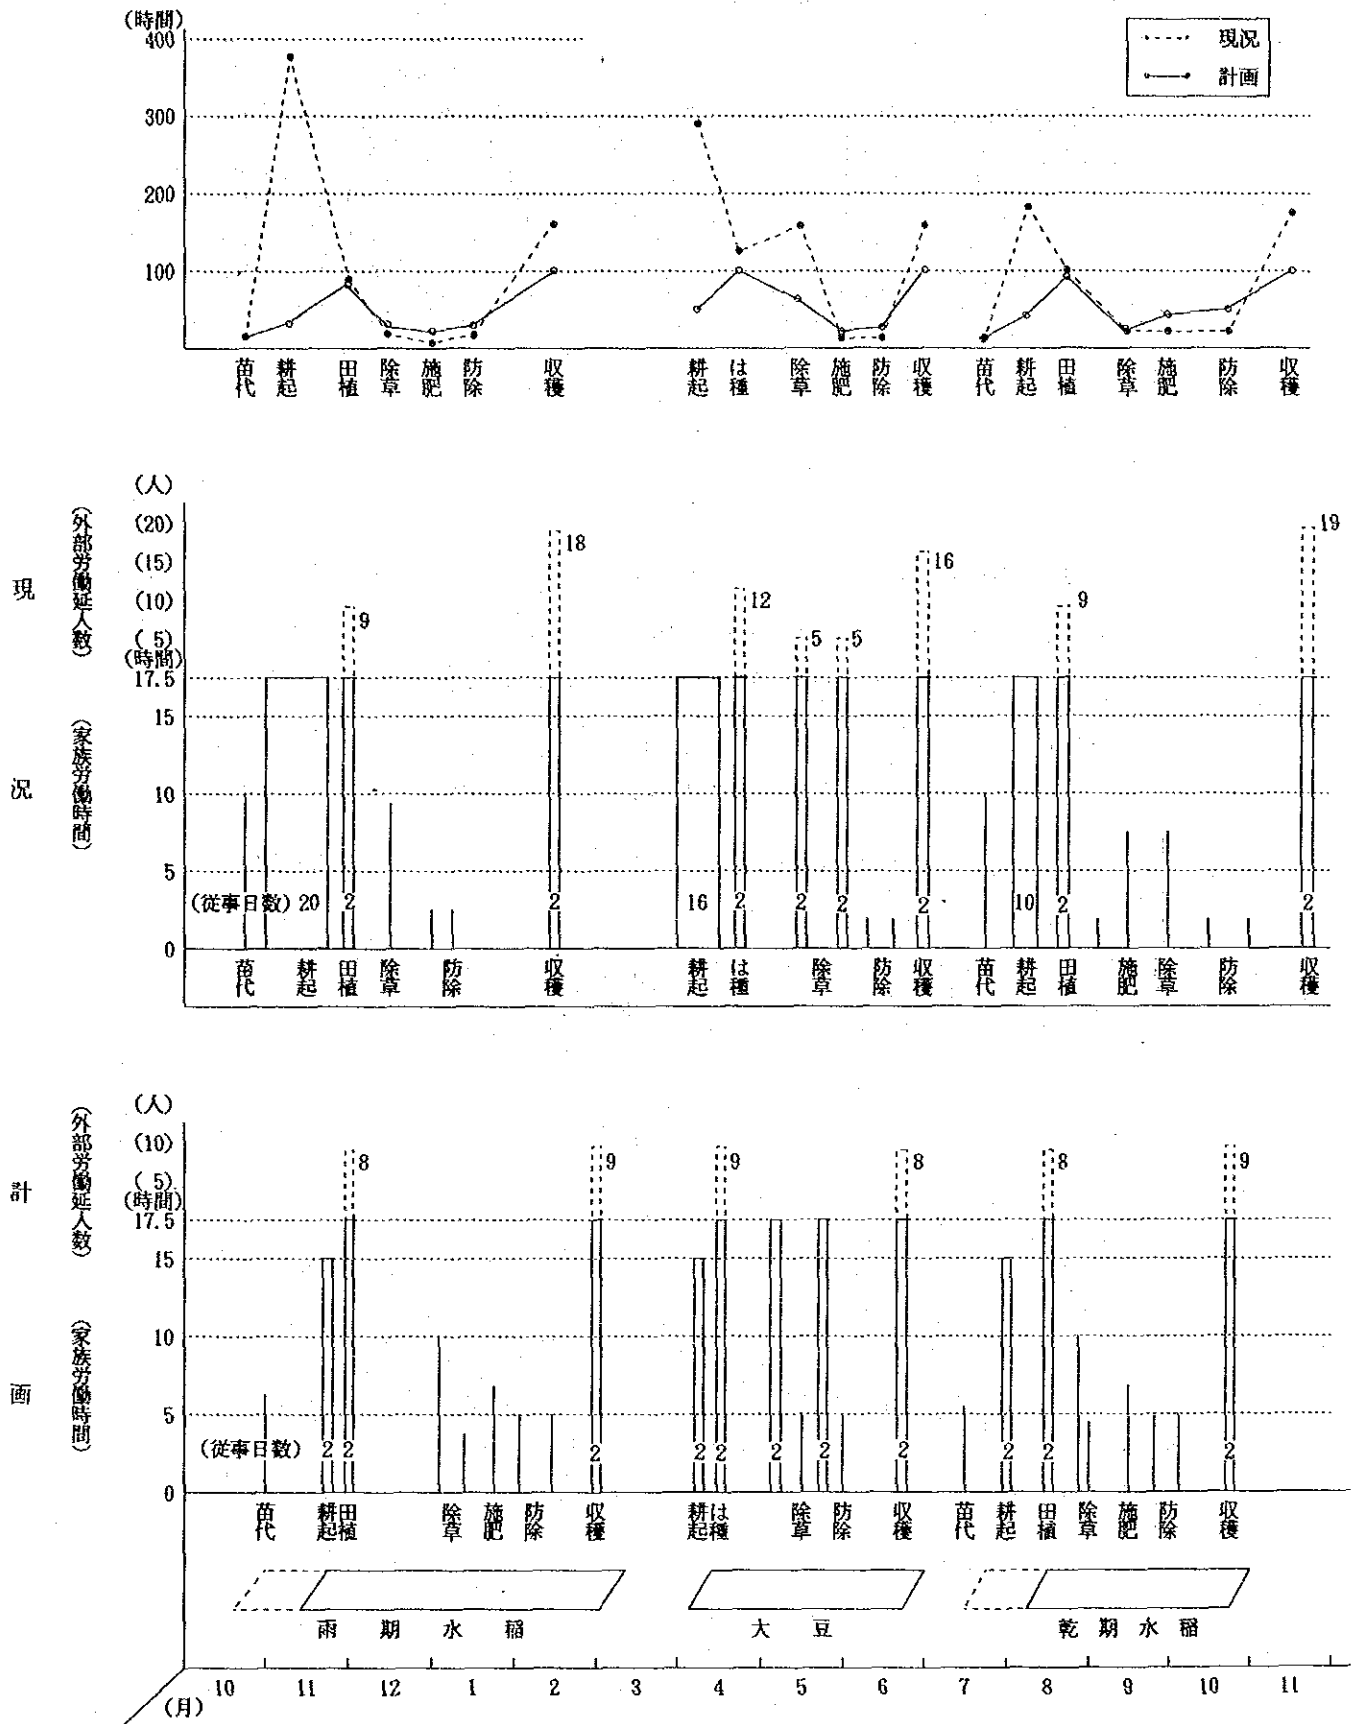 (時間)
400
300
200
100
現況
計画
苗代 耕起 田植 除草 施肥 防除 収穫 耕起 は種 除草 施肥 防除 収穫 苗代 耕起 田植 除草 施肥 防除 収穫
現況
(外部労働延人数)
(家族労働時間)
(人)
(20)
(15)
(10)
( 5)
(時間)
17.5
15
10
5
0
9 18 12 5 5 16 9 19
(従事日数) 20 2 2 16 2 2 2 2 10 2 2
苗代 耕起 田植 除草 防除 収穫 耕起 は種 除草 防除 収穫 苗代 耕起 田植 施肥 除草 防除 収穫
計画
(外部労働延人数)
(家族労働時間)
(人)
(10)
( 5)
(時間)
17.5
15
10
5
0
8 9 9 8 8 9
(従事日数) 2 2 2 2 2 2 2 2 2 2 2
苗代 耕起 田植 除草 施肥 防除 収穫 耕起 は種 除草 防除 収穫 苗代 耕起 田植 除草 施肥 防除 収穫
雨期水稲 大豆 乾期水稲
10 11 12 1 2 3 4 5 6 7 8 9 10 11
(月)